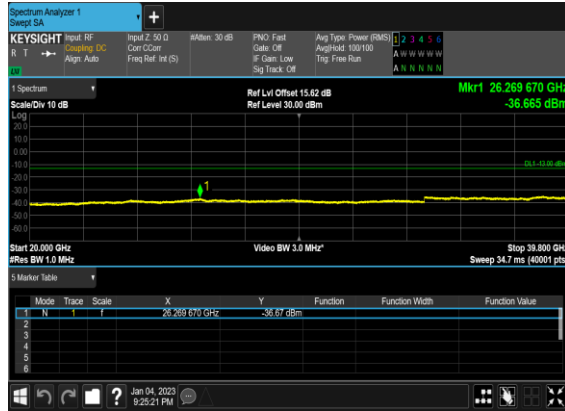 Spectrum Analyzer 1
Swept SA
+
KEYSIGHT Input: RF Input Z: 50 Ω #Atten: 30 dB PNO: Fast Avg Type: Power (RMS) 1 2 3 4 5 6
R T Coupling: DC Corr CCorr Gate: Off Avg|Hold: 100/100 A W W W W W
Align: Auto Freq Ref: Int (S) IF Gain: Low Trig: Free Run
Sig Track: Off A N N N N N
1 Spectrum
Scale/Div 10 dB
Ref Lvl Offset 15.62 dB
Ref Level 30.00 dBm
Mkr1 26.269 670 GHz
-36.665 dBm
Log
20.0
10.0
0.00
-10.0
DL1 -13.00 dBm
-20.0
-30.0
1
-40.0
-50.0
-60.0
Start 20.000 GHz Video BW 3.0 MHz* Stop 39.800 GHz
#Res BW 1.0 MHz Sweep 34.7 ms (40001 pts)
5 Marker Table
Mode Trace Scale X Y Function Function Width Function Value
1 N 1 f 26.269 670 GHz -36.67 dBm
2
3
4
5
6
?
Jan 04, 2023
9:25:21 PM